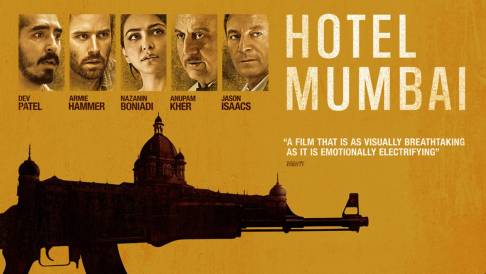 HOTEL
MUMBAI
DEV
PATEL
ARMIE
HAMMER
NAZANIN
BONIADI
ANUPAM
KHER
JASON
ISAACS
"A FILM THAT IS AS VISUALLY BREATHTAKING
AS IT IS EMOTIONALLY ELECTRIFYING"
VARIETY